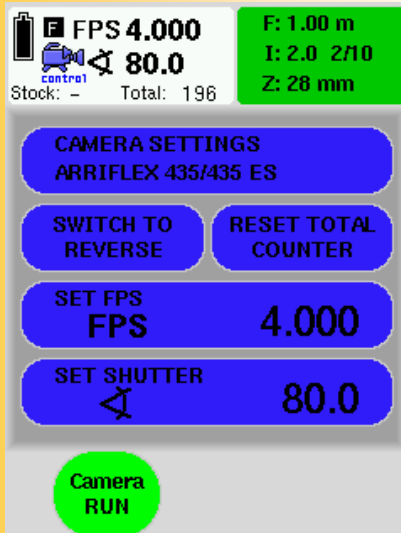 F FPS 4.000
control 80.0
Stock: – Total: 196
F: 1.00 m
I: 2.0 2/10
Z: 28 mm
CAMERA SETTINGS
ARRIFLEX 435/435 ES
SWITCH TO
REVERSE
RESET TOTAL
COUNTER
SET FPS
FPS 4.000
SET SHUTTER
80.0
Camera
RUN